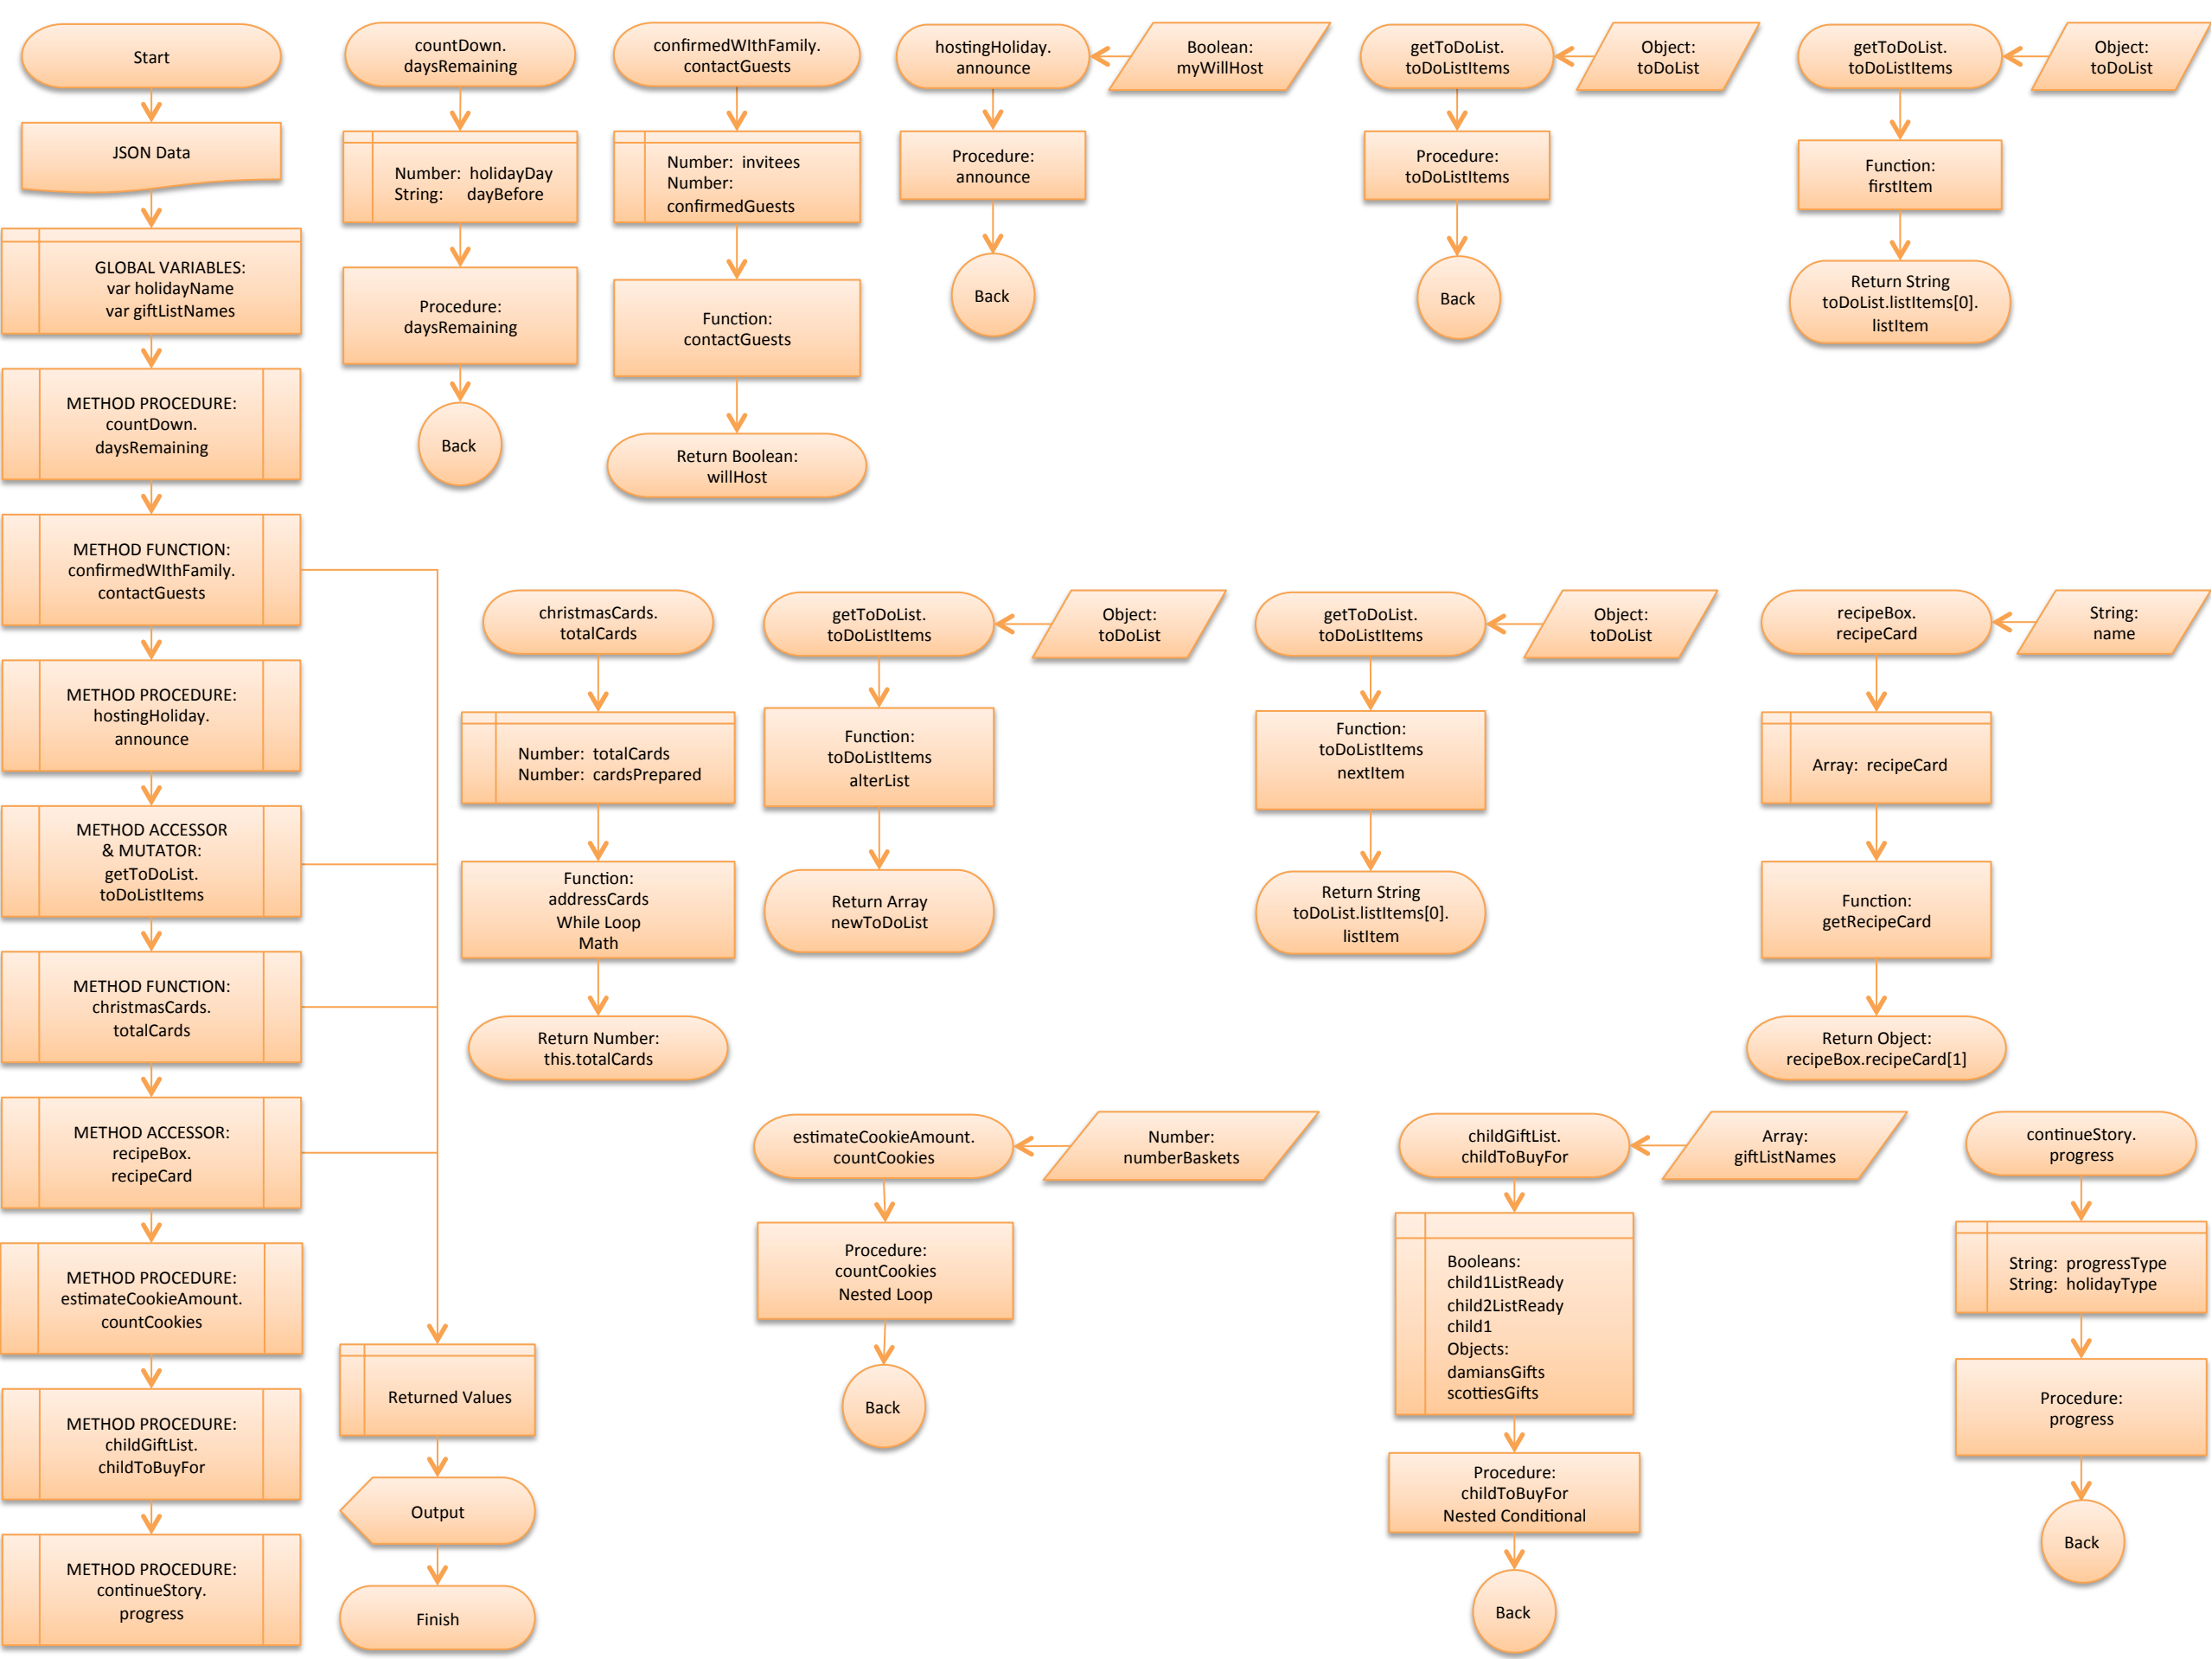 Start
JSON Data
GLOBAL VARIABLES:
var holidayName
var giftListNames
METHOD PROCEDURE:
countDown.
daysRemaining
METHOD FUNCTION:
confirmedWIthFamily.
contactGuests
METHOD PROCEDURE:
hostingHoliday.
announce
METHOD ACCESSOR
& MUTATOR:
getToDoList.
toDoListItems
METHOD FUNCTION:
christmasCards.
totalCards
METHOD ACCESSOR:
recipeBox.
recipeCard
METHOD PROCEDURE:
estimateCookieAmount.
countCookies
METHOD PROCEDURE:
childGiftList.
childToBuyFor
METHOD PROCEDURE:
continueStory.
progress
Returned Values
Output
Finish
countDown.
daysRemaining
Number: holidayDay
String: dayBefore
Procedure:
daysRemaining
Back
confirmedWIthFamily.
contactGuests
Number: invitees
Number:
confirmedGuests
Function:
contactGuests
Return Boolean:
willHost
hostingHoliday.
announce
Boolean:
myWillHost
Procedure:
announce
Back
getToDoList.
toDoListItems
Object:
toDoList
Procedure:
toDoListItems
Back
getToDoList.
toDoListItems
Object:
toDoList
Function:
firstItem
Return String
toDoList.listItems[0].
listItem
christmasCards.
totalCards
Number: totalCards
Number: cardsPrepared
Function:
addressCards
While Loop
Math
Return Number:
this.totalCards
getToDoList.
toDoListItems
Object:
toDoList
Function:
toDoListItems
alterList
Return Array
newToDoList
getToDoList.
toDoListItems
Object:
toDoList
Function:
toDoListItems
nextItem
Return String
toDoList.listItems[0].
listItem
recipeBox.
recipeCard
String:
name
Array: recipeCard
Function:
getRecipeCard
Return Object:
recipeBox.recipeCard[1]
estimateCookieAmount.
countCookies
Number:
numberBaskets
Procedure:
countCookies
Nested Loop
Back
childGiftList.
childToBuyFor
Array:
giftListNames
Booleans:
child1ListReady
child2ListReady
child1
Objects:
damiansGifts
scottiesGifts
Procedure:
childToBuyFor
Nested Conditional
Back
continueStory.
progress
String: progressType
String: holidayType
Procedure:
progress
Back